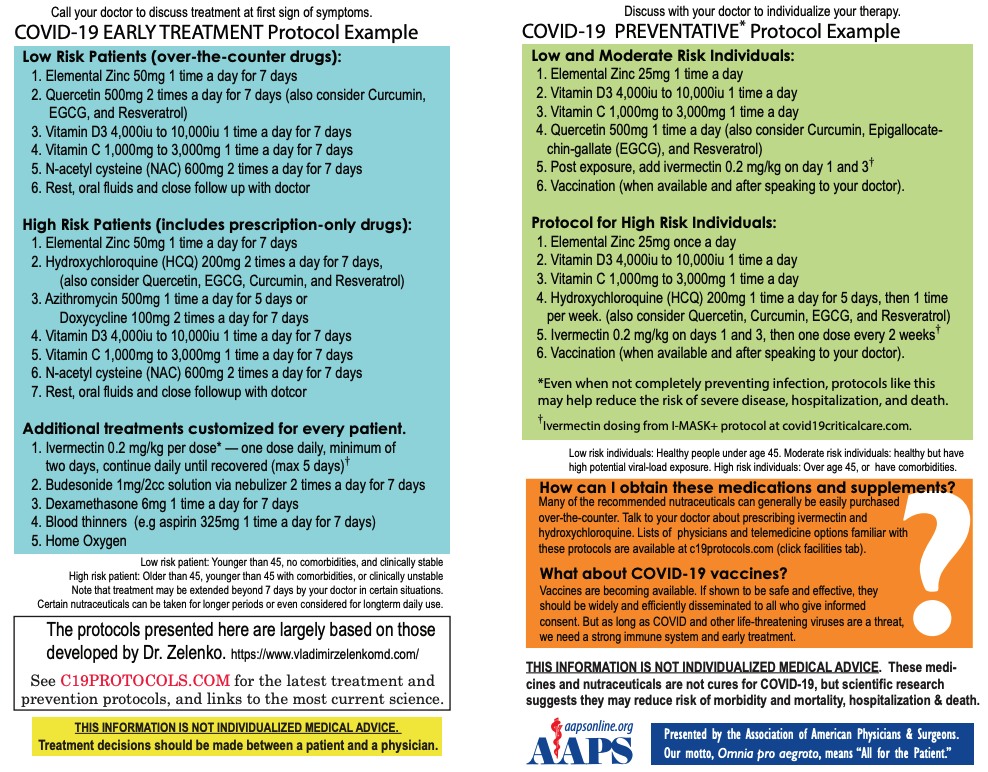 Call your doctor to discuss treatment at first sign of symptoms.
COVID-19 EARLY TREATMENT Protocol Example
Low Risk Patients (over-the-counter drugs):
1. Elemental Zinc 50mg 1 time a day for 7 days
2. Quercetin 500mg 2 times a day for 7 days (also consider Curcumin,
EGCG, and Resveratrol)
3. Vitamin D3 4,000iu to 10,000iu 1 time a day for 7 days
4. Vitamin C 1,000mg to 3,000mg 1 time a day for 7 days
5. N-acetyl cysteine (NAC) 600mg 2 times a day for 7 days
6. Rest, oral fluids and close follow up with doctor
High Risk Patients (includes prescription-only drugs):
1. Elemental Zinc 50mg 1 time a day for 7 days
2. Hydroxychloroquine (HCQ) 200mg 2 times a day for 7 days,
(also consider Quercetin, EGCG, Curcumin, and Resveratrol)
3. Azithromycin 500mg 1 time a day for 5 days or
Doxycycline 100mg 2 times a day for 7 days
4. Vitamin D3 4,000iu to 10,000iu 1 time a day for 7 days
5. Vitamin C 1,000mg to 3,000mg 1 time a day for 7 days
6. N-acetyl cysteine (NAC) 600mg 2 times a day for 7 days
7. Rest, oral fluids and close followup with dotcor
Additional treatments customized for every patient.
1. Ivermectin 0.2 mg/kg per dose* — one dose daily, minimum of
two days, continue daily until recovered (max 5 days)†
2. Budesonide 1mg/2cc solution via nebulizer 2 times a day for 7 days
3. Dexamethasone 6mg 1 time a day for 7 days
4. Blood thinners (e.g aspirin 325mg 1 time a day for 7 days)
5. Home Oxygen
Low risk patient: Younger than 45, no comorbidities, and clinically stable
High risk patient: Older than 45, younger than 45 with comorbities, or clinically unstable
Note that treatment may be extended beyond 7 days by your doctor in certain situations.
Certain nutraceuticals can be taken for longer periods or even considered for longterm daily use.
The protocols presented here are largely based on those
developed by Dr. Zelenko. https://www.vladimirzelenkomd.com/
See C19PROTOCOLS.COM for the latest treatment and
prevention protocols, and links to the most current science.
THIS INFORMATION IS NOT INDIVIDUALIZED MEDICAL ADVICE.
Treatment decisions should be made between a patient and a physician.
Discuss with your doctor to individualize your therapy.
COVID-19 PREVENTATIVE* Protocol Example
Low and Moderate Risk Individuals:
1. Elemental Zinc 25mg 1 time a day
2. Vitamin D3 4,000iu to 10,000iu 1 time a day
3. Vitamin C 1,000mg to 3,000mg 1 time a day
4. Quercetin 500mg 1 time a day (also consider Curcumin, Epigallocate-
chin-gallate (EGCG), and Resveratrol)
5. Post exposure, add ivermectin 0.2 mg/kg on day 1 and 3†
6. Vaccination (when available and after speaking to your doctor).
Protocol for High Risk Individuals:
1. Elemental Zinc 25mg once a day
2. Vitamin D3 4,000iu to 10,000iu 1 time a day
3. Vitamin C 1,000mg to 3,000mg 1 time a day
4. Hydroxychloroquine (HCQ) 200mg 1 time a day for 5 days, then 1 time
per week. (also consider Quercetin, Curcumin, EGCG, and Resveratrol)
5. Ivermectin 0.2 mg/kg on days 1 and 3, then one dose every 2 weeks†
6. Vaccination (when available and after speaking to your doctor).
*Even when not completely preventing infection, protocols like this
may help reduce the risk of severe disease, hospitalization, and death.
†Ivermectin dosing from I-MASK+ protocol at covid19criticalcare.com.
Low risk individuals: Healthy people under age 45. Moderate risk individuals: healthy but have
high potential viral-load exposure. High risk individuals: Over age 45, or have comorbidities.
How can I obtain these medications and supplements?
Many of the recommended nutraceuticals can generally be easily purchased
over-the-counter. Talk to your doctor about prescribing ivermectin and
hydroxychloroquine. Lists of physicians and telemedicine options familiar with
these protocols are available at c19protocols.com (click facilities tab).
What about COVID-19 vaccines?
Vaccines are becoming available. If shown to be safe and effective, they
should be widely and efficiently disseminated to all who give informed
consent. But as long as COVID and other life-threatening viruses are a threat,
we need a strong immune system and early treatment.
?
THIS INFORMATION IS NOT INDIVIDUALIZED MEDICAL ADVICE. These medi-
cines and nutraceuticals are not cures for COVID-19, but scientific research
suggests they may reduce risk of morbidity and mortality, hospitalization & death.
aapsonline.org
AAPS
Presented by the Association of American Physicians & Surgeons.
Our motto, Omnia pro aegroto, means “All for the Patient.”